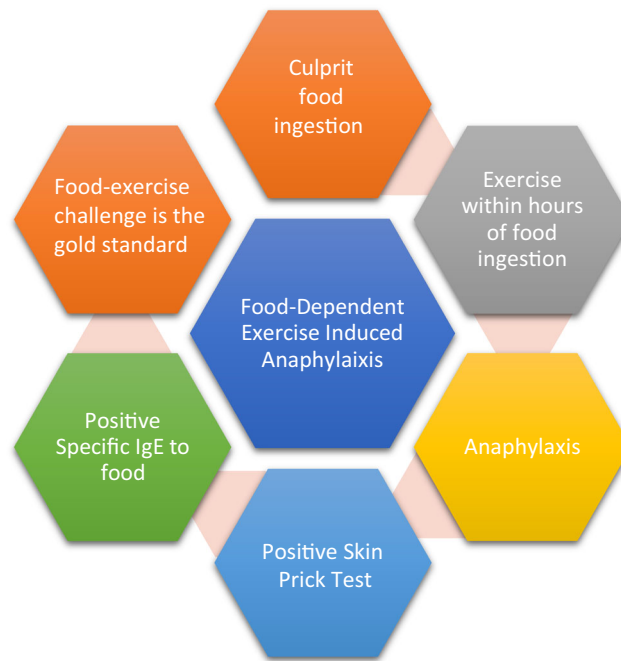 Culprit
food
ingestion
Exercise
within hours
of food
ingestion
Anaphylaxis
Positive Skin
Prick Test
Positive
Specific IgE to
food
Food-exercise
challenge is the
gold standard
Food-Dependent
Exercise Induced
Anaphylaixis